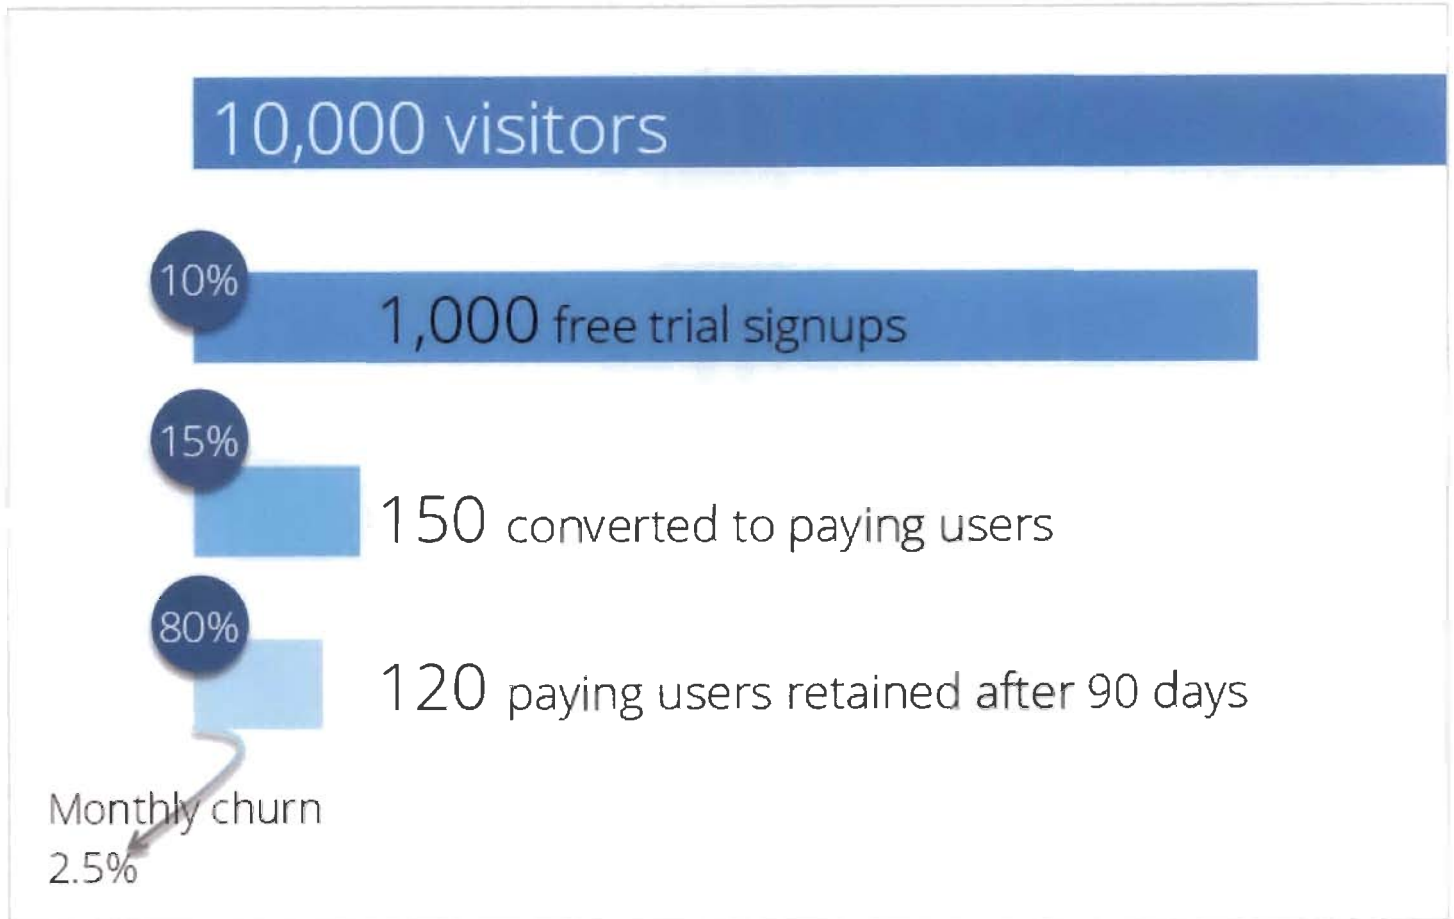 10,000 visitors
10%
1,000 free trial signups
15%
150 converted to paying users
80%
120 paying users retained after 90 days
Monthly churn
2.5%